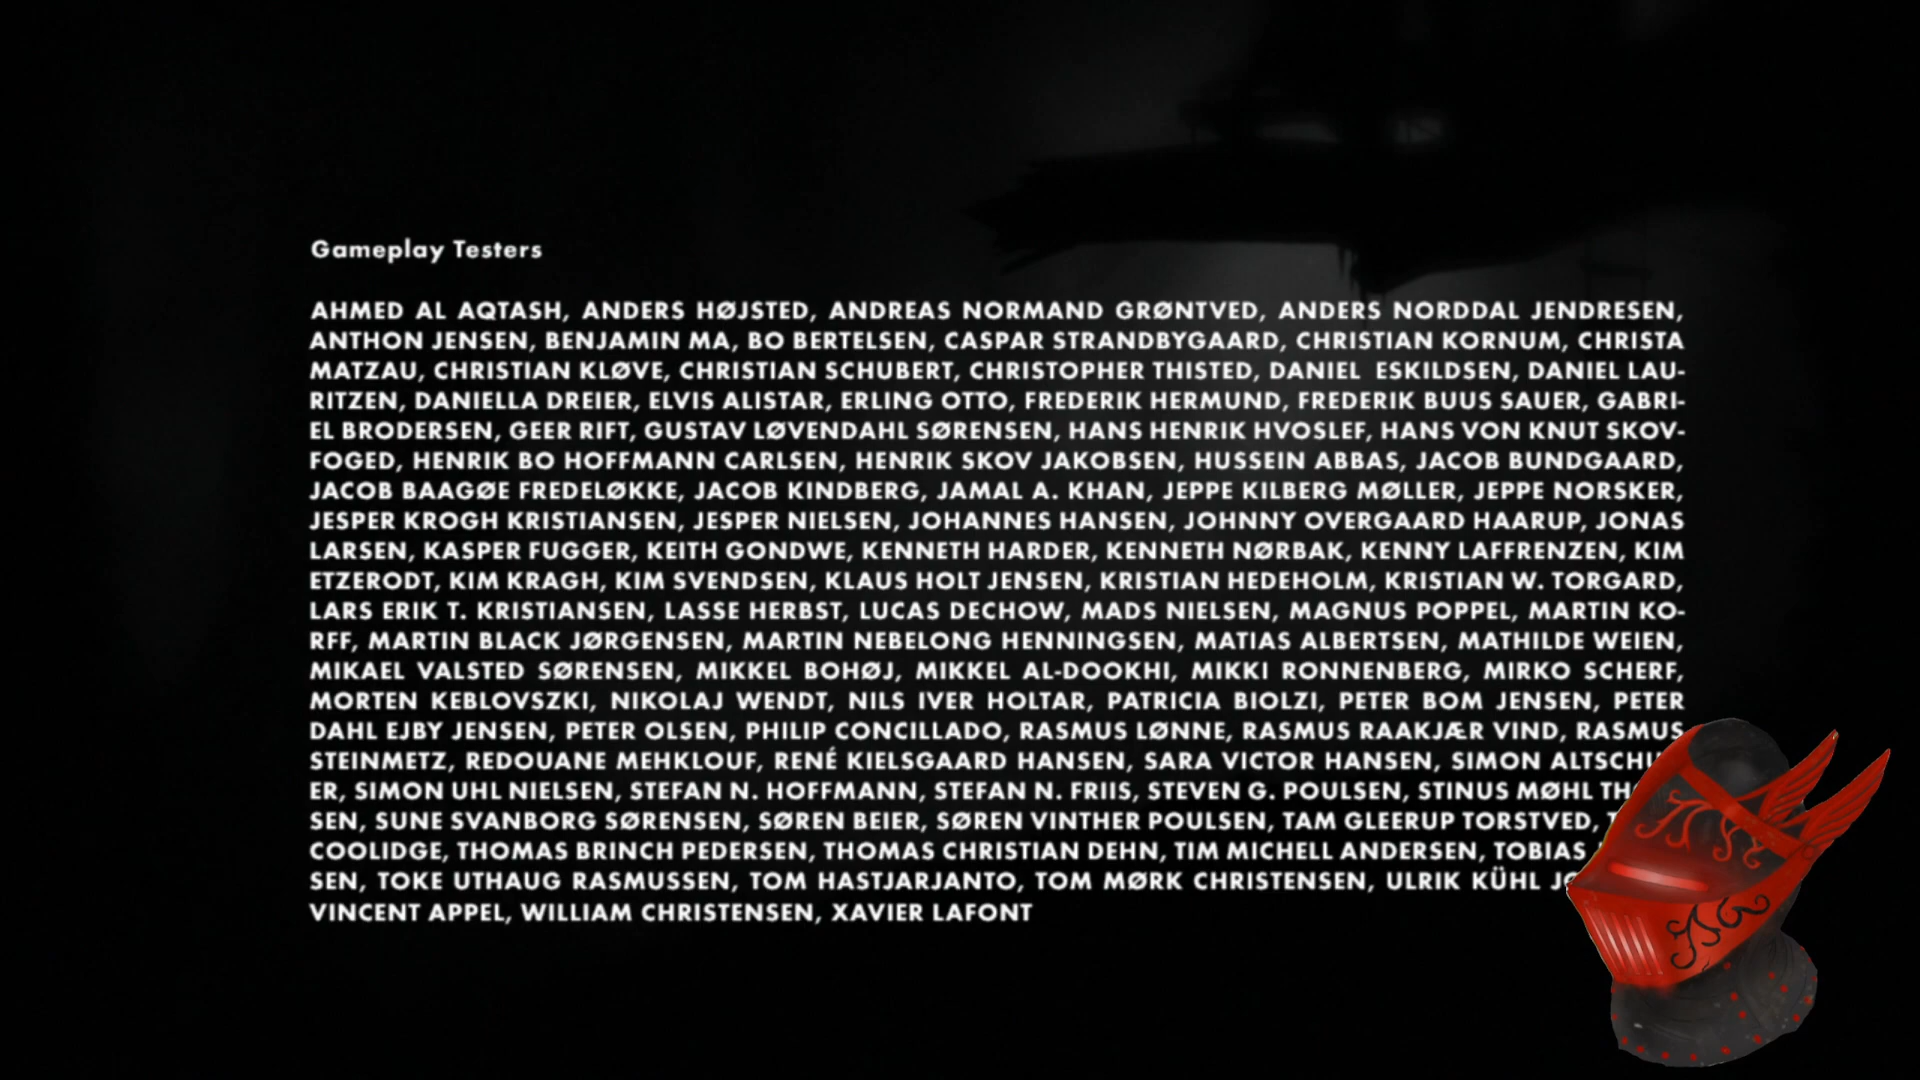 Gameplay Testers
AHMED AL AQTASH, ANDERS HØJSTED, ANDREAS NORMAND GRØNTVED, ANDERS NORDDAL JENDRESEN,
ANTHON JENSEN, BENJAMIN MA, BO BERTELSEN, CASPAR STRANDBYGAARD, CHRISTIAN KORNUM, CHRISTA
MATZAU, CHRISTIAN KLØVE, CHRISTIAN SCHUBERT, CHRISTOPHER THISTED, DANIEL ESKILDSEN, DANIEL LAU-
RITZEN, DANIELLA DREIER, ELVIS ALISTAR, ERLING OTTO, FREDERIK HERMUND, FREDERIK BUUS SAUER, GABRI-
EL BRODERSEN, GEER RIFT, GUSTAV LØVENDAHL SØRENSEN, HANS HENRIK HVOSLEF, HANS VON KNUT SKOV-
FOGED, HENRIK BO HOFFMANN CARLSEN, HENRIK SKOV JAKOBSEN, HUSSEIN ABBAS, JACOB BUNDGAARD,
JACOB BAAGØE FREDELØKKE, JACOB KINDBERG, JAMAL A. KHAN, JEPPE KILBERG MØLLER, JEPPE NORSKER,
JESPER KROGH KRISTIANSEN, JESPER NIELSEN, JOHANNES HANSEN, JOHNNY OVERGAARD HAARUP, JONAS
LARSEN, KASPER FUGGER, KEITH GONDWE, KENNETH HARDER, KENNETH NØRBAK, KENNY LAFFRENZEN, KIM
ETZERODT, KIM KRAGH, KIM SVENDSEN, KLAUS HOLT JENSEN, KRISTIAN HEDEHOLM, KRISTIAN W. TORGARD,
LARS ERIK T. KRISTIANSEN, LASSE HERBST, LUCAS DECHOW, MADS NIELSEN, MAGNUS POPPEL, MARTIN KO-
RFF, MARTIN BLACK JØRGENSEN, MARTIN NEBELONG HENNINGSEN, MATIAS ALBERTSEN, MATHILDE WEIEN,
MIKAEL VALSTED SØRENSEN, MIKKEL BOHØJ, MIKKEL AL-DOOKHI, MIKKI RONNENBERG, MIRKO SCHERF,
MORTEN KEBLOVSZKI, NIKOLAJ WENDT, NILS IVER HOLTAR, PATRICIA BIOLZI, PETER BOM JENSEN, PETER
DAHL EJBY JENSEN, PETER OLSEN, PHILIP CONCILLADO, RASMUS LØNNE, RASMUS RAAKJÆR VIND, RASMUS
STEINMETZ, REDOUANE MEHKLOUF, RENÉ KIELSGAARD HANSEN, SARA VICTOR HANSEN, SIMON
ER, SIMON UHL NIELSEN, STEFAN N. HOFFMANN, STEFAN N. FRIIS, STEVEN G. POULSEN, STINUS MØHL
SEN, SUNE SVANBORG SØRENSEN, SØREN BEIER, SØREN VINTHER POULSEN, TAM GLEERUP TORSTVED,
COOLIDGE, THOMAS BRINCH PEDERSEN, THOMAS CHRISTIAN DEHN, TIM MICHELL ANDERSEN, TOBIAS
SEN, TOKE UTHAUG RASMUSSEN, TOM HASTJARJANTO, TOM MØRK CHRISTENSEN, ULRIK KÜHL
VINCENT APPEL, WILLIAM CHRISTENSEN, XAVIER LAFONT